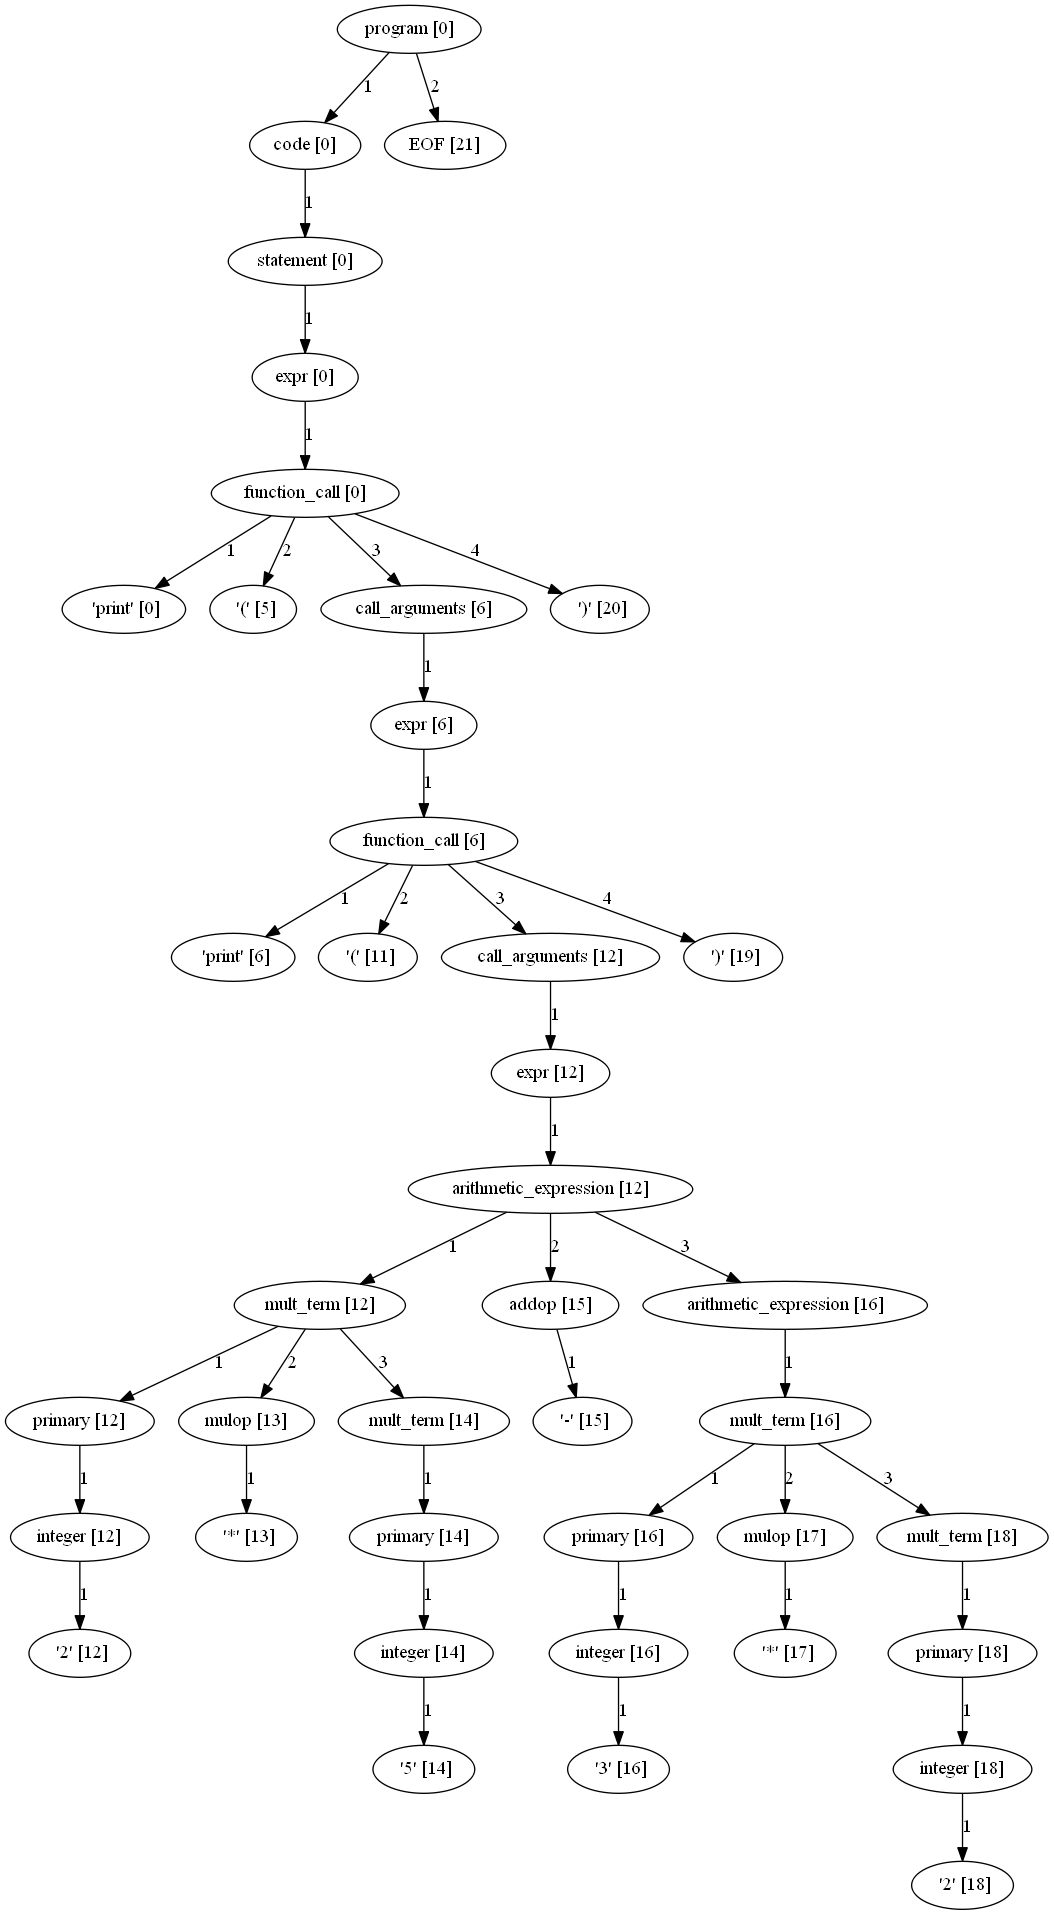 program [0]
1
2
code [0]
EOF [21]
1
statement [0]
1
expr [0]
1
function_call [0]
1
2
3
4
'print' [0]
'(' [5]
call_arguments [6]
')' [20]
1
expr [6]
1
function_call [6]
1
2
3
4
'print' [6]
'(' [11]
call_arguments [12]
')' [19]
1
expr [12]
1
arithmetic_expression [12]
1
2
3
mult_term [12]
addop [15]
arithmetic_expression [16]
1
2
3
1
1
primary [12]
mulop [13]
mult_term [14]
'-' [15]
mult_term [16]
1
1
1
1
2
3
integer [12]
'*' [13]
primary [14]
primary [16]
mulop [17]
mult_term [18]
1
1
1
1
1
'2' [12]
integer [14]
integer [16]
'*' [17]
primary [18]
1
1
1
'5' [14]
'3' [16]
integer [18]
1
'2' [18]